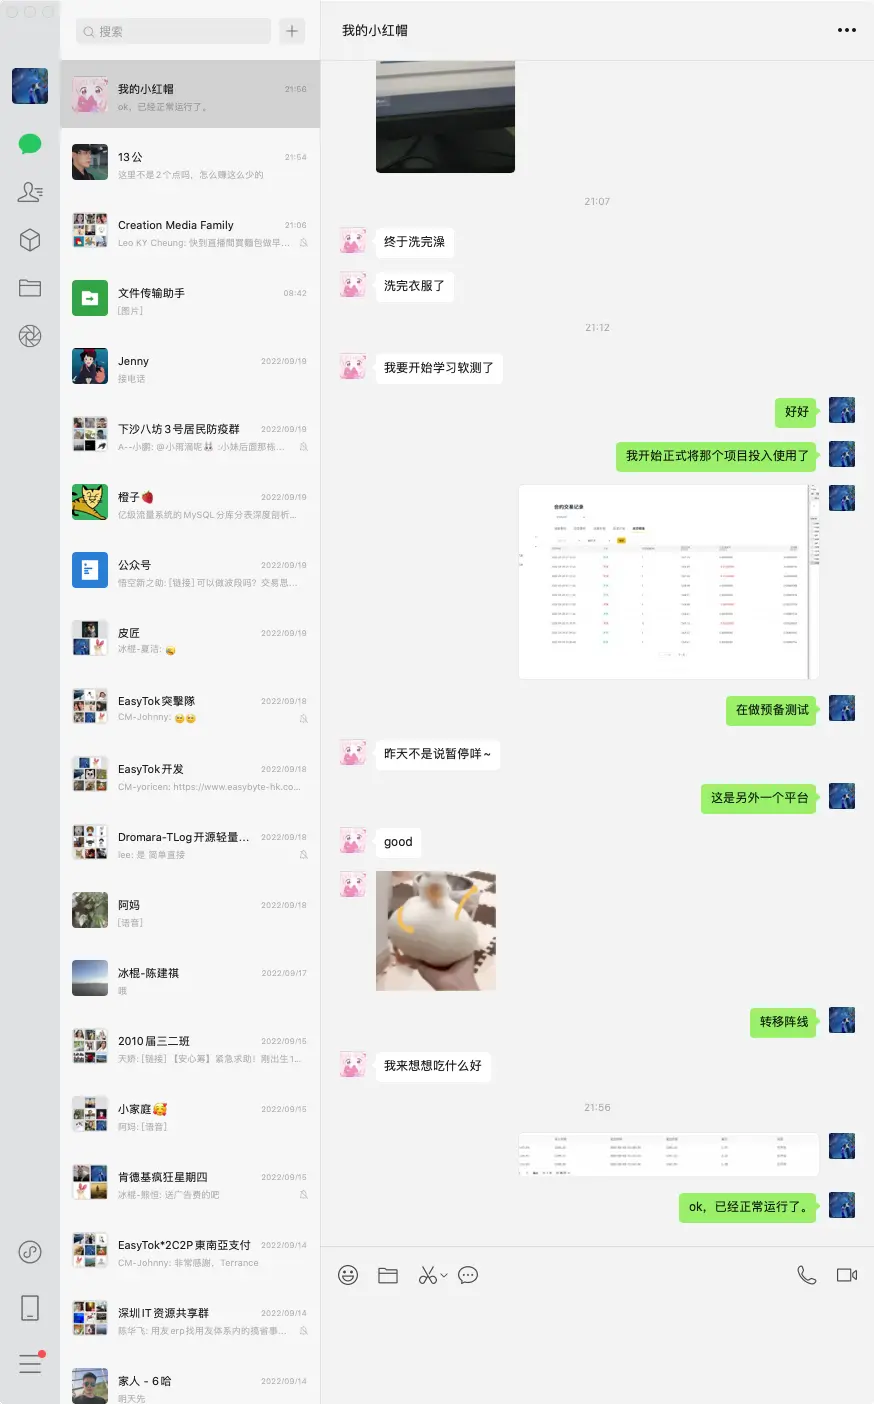 搜索
我的小红帽
21:56
ok, 已经正常运行了。
13公
21:54
这里不是2个点吗，怎么赚这么少的
Creation Media Family
21:06
Leo KY Cheung: 快到直播間買麵包做早...
文件传输助手
08:42
[图片]
Jenny
2022/09/19
接电话
下沙八坊3号居民防疫群
2022/09/19
橙子🍓
2022/09/19
亿级流量系统的MySQL分库分表深度剖析...
公众号
2022/09/19
悟空新之助: [链接] 可以做波段吗？交易息...
皮匠
2022/09/19
冰棍-夏洁:
EasyTok突擊隊
2022/09/18
CM-Johnny:
EasyTok开发
2022/09/18
CM-yoricen: https://www.easybyte-hk.co...
Dromara-TLog开源轻量...
2022/09/18
lee: 是 简单直接
阿妈
2022/09/18
[语音]
冰棍-陈建祺
2022/09/17
哦
2010届三二班
2022/09/15
天娇: [链接] 【安心筹】紧急求助！刚出生1...
小家庭🥰
2022/09/15
阿妈: [语音]
肯德基疯狂星期四
2022/09/15
冰棍-熊恒: 送广告费的吧
EasyTok*2C2P東南亞支付
2022/09/14
CM-Johnny: 非常感謝，Terrance
深圳IT资源共享群
2022/09/14
陈华飞: 用友erp找用友体系内的搞省事...
家人 - 6哈
2022/09/14
明天先
我的小红帽
21:07
终于洗完澡
洗完衣服了
21:12
我要开始学习软测了
好好
我开始正式将那个项目投入使用了
合约交易记录
在做预备测试
昨天不是说暂停咩~
这是另外一个平台
good
转移阵线
我来想想吃什么好
21:56
ok，已经正常运行了。